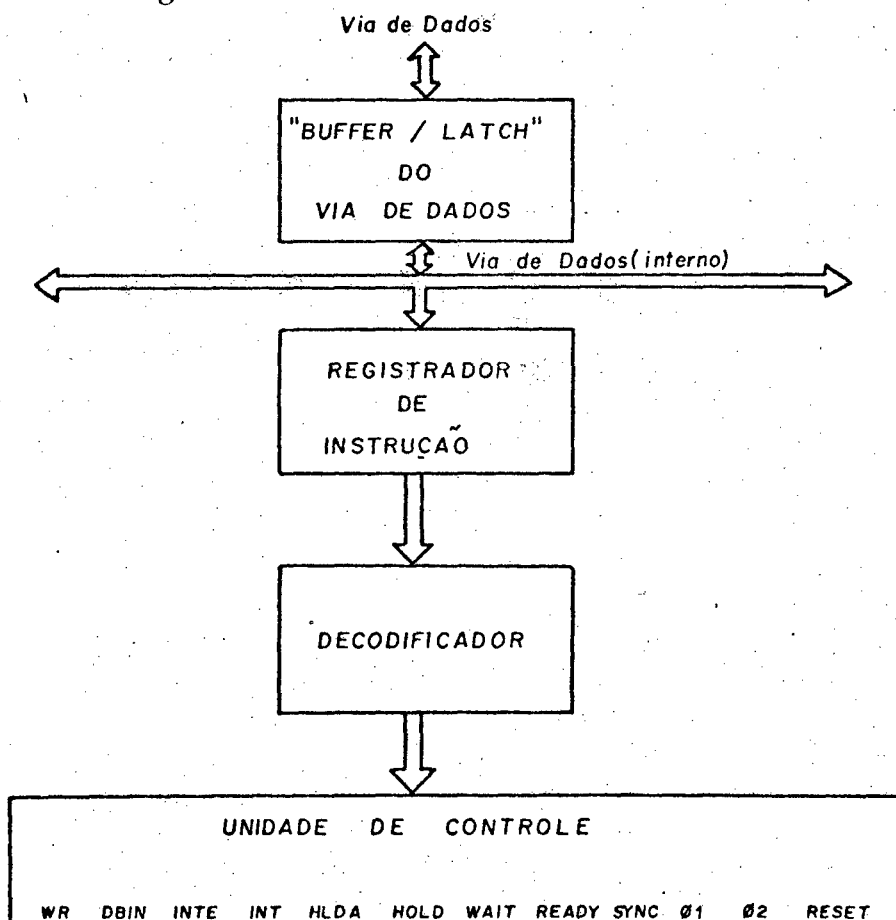 Via de Dados
"BUFFER / LATCH"
DO
VIA DE DADOS
Via de Dados(interno)
REGISTRADOR
DE
INSTRUÇÃO
DECODIFICADOR
UNIDADE DE CONTROLE
WR DBIN INTE INT HLDA HOLD WAIT READY SYNC Ø1 Ø2 RESET